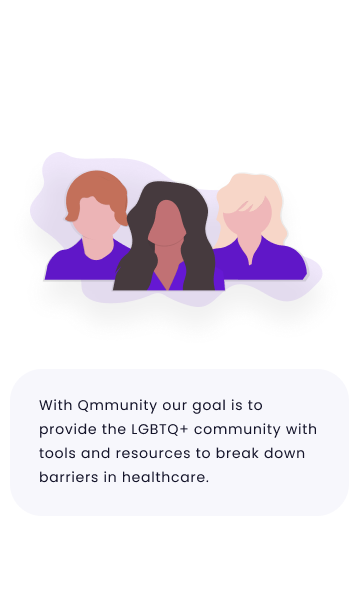 With Qmmunity our goal is to
provide the LGBTQ+ community with
tools and resources to break down
barriers in healthcare.